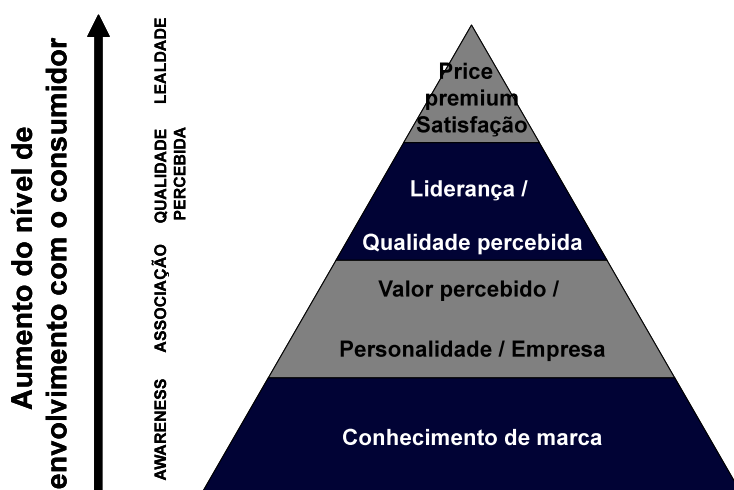 Aumento do nível de
envolvimento com o consumidor
LEALDADE
QUALIDADE
PERCEBIDA
ASSOCIAÇÃO
AWARENESS
Price
premium
Satisfação
Liderança /
Qualidade percebida
Valor percebido /
Personalidade / Empresa
Conhecimento de marca